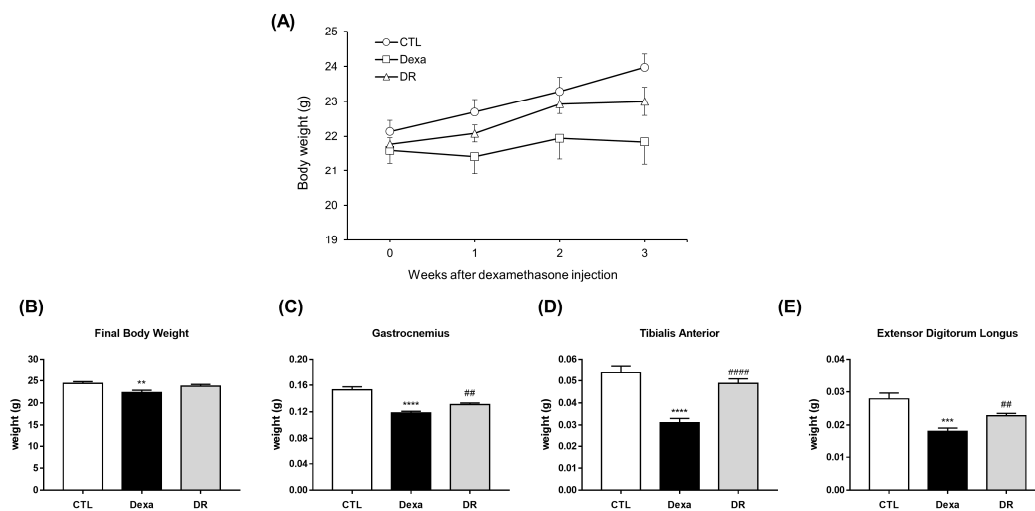 (A)
25
24
23
22
21
20
19
Body weight (g)
CTL
Dexa
DR
0 1 2 3
Weeks after dexamethasone injection
(B)
Final Body Weight
30
25
20
15
10
5
0
weight (g)
**
CTL Dexa DR
(C)
Gastrocnemius
0.20
0.16
0.12
0.08
0.04
0.00
weight (g)
****
##
CTL Dexa DR
(D)
Tibialis Anterior
0.06
0.05
0.04
0.03
0.02
0.01
0.00
weight (g)
****
####
CTL Dexa DR
(E)
Extensor Digitorum Longus
0.04
0.03
0.02
0.01
0.00
weight (g)
***
##
CTL Dexa DR